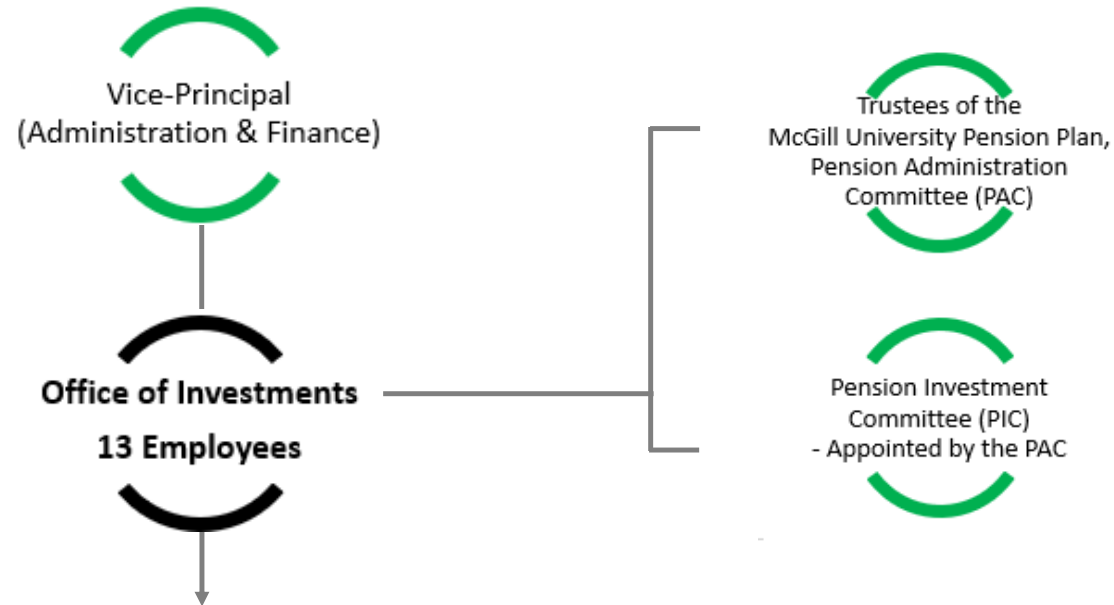 Vice-Principal
(Administration & Finance)
Trustees of the
McGill University Pension Plan,
Pension Administration
Committee (PAC)
Office of Investments
13 Employees
Pension Investment
Committee (PIC)
- Appointed by the PAC